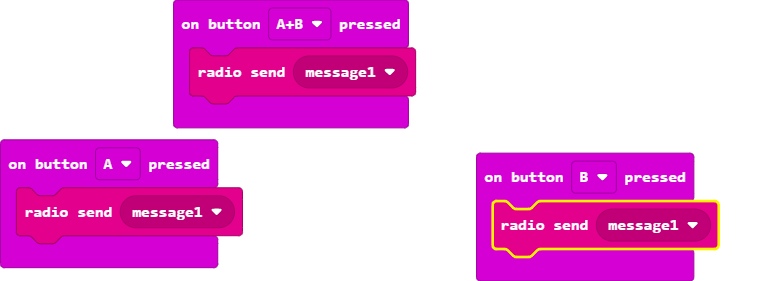 on button A+B pressed
radio send message1
on button A pressed
radio send message1
on button B pressed
radio send message1